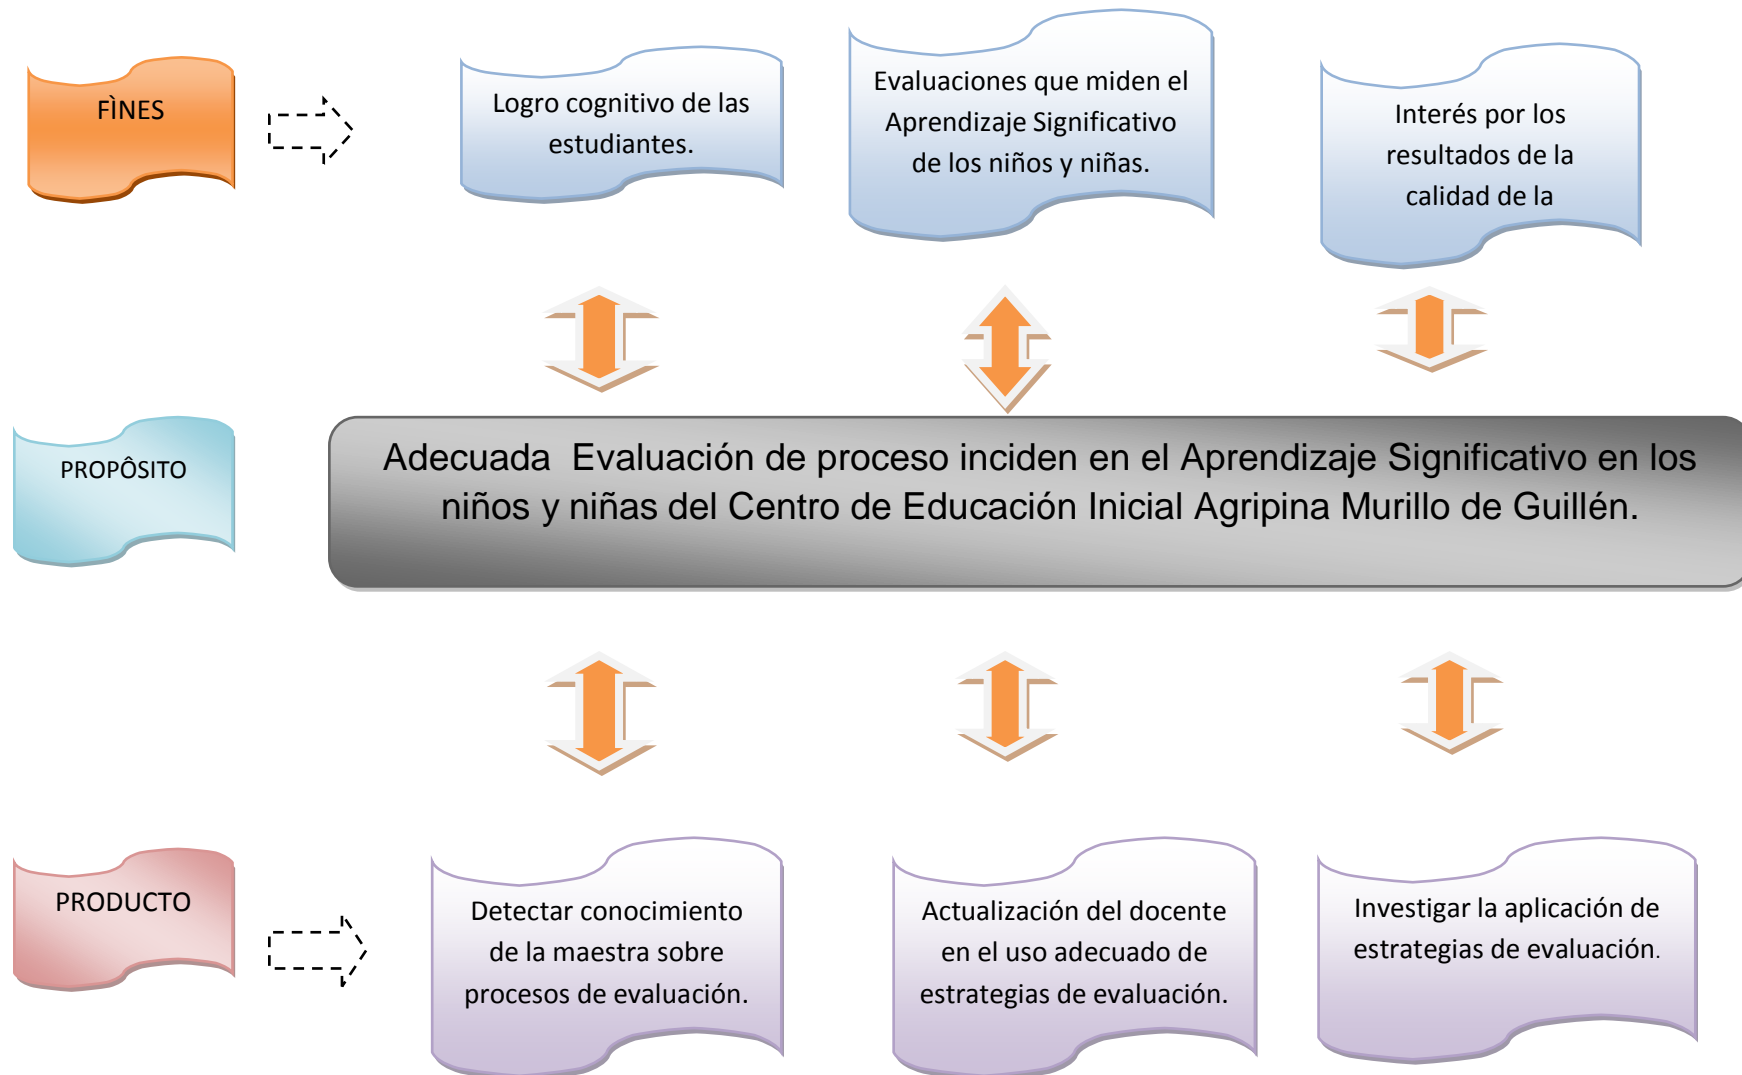 FÌNES
Logro cognitivo de las
estudiantes.
Evaluaciones que miden el
Aprendizaje Significativo
de los niños y niñas.
Interés por los
resultados de la
calidad de la
PROPÔSITO
Adecuada  Evaluación de proceso inciden en el Aprendizaje Significativo en los
niños y niñas del Centro de Educación Inicial Agripina Murillo de Guillén.
PRODUCTO
Detectar conocimiento
de la maestra sobre
procesos de evaluación.
Actualización del docente
en el uso adecuado de
estrategias de evaluación.
Investigar la aplicación de
estrategias de evaluación.